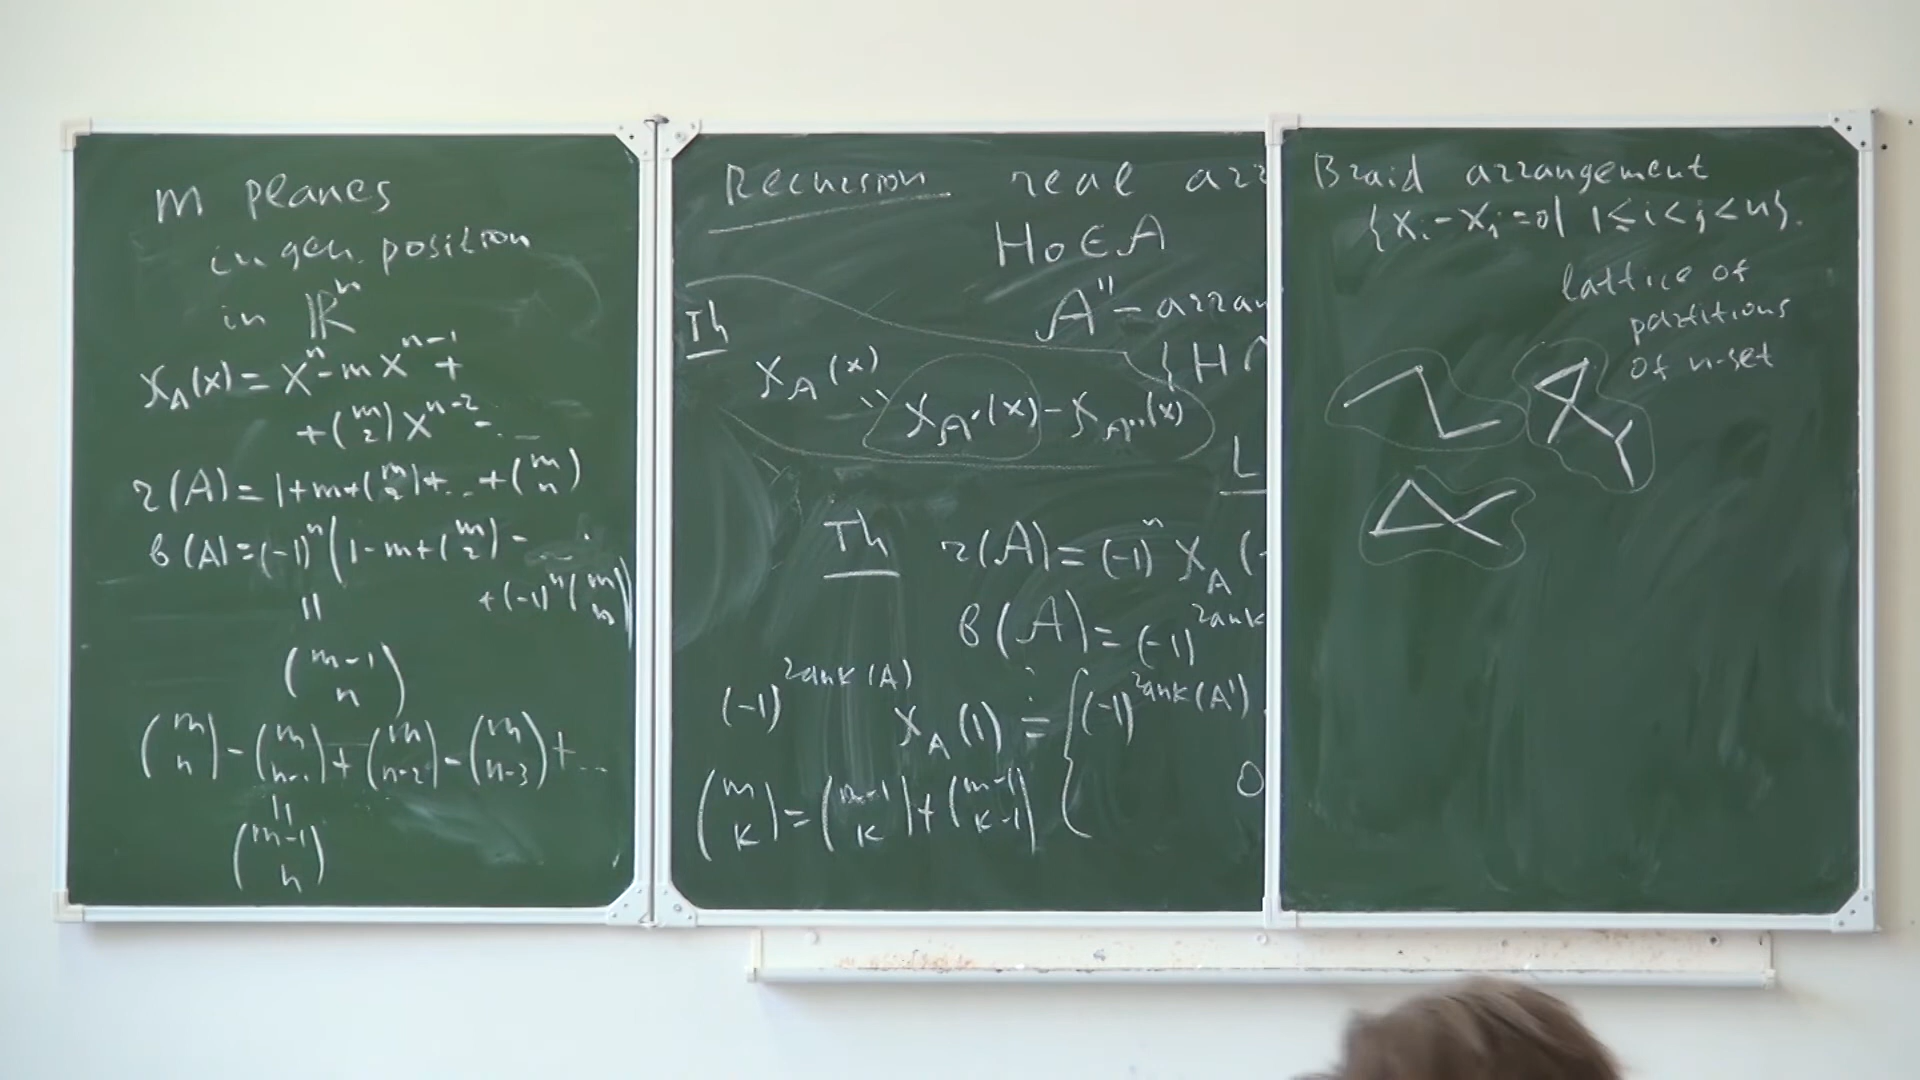 m planes
in gen. position
in ℝⁿ
χ_A(x) = xⁿ - m xⁿ⁻¹ +
+ (m 2) xⁿ⁻² - ...
r(A) = 1 + m + (m 2) + ... + (m n)
b(A) = (-1)ⁿ (1 - m + (m 2) - ...
+ (-1)ⁿ (m n))
||
(m-1 n)
(m n) - (m n-1) + (m n-2) - (m n-3) + ...
||
(m-1 n)
Recursion real arr
H₀ ∈ A
A'' - arran
{H ∩
Th
χ_A(x)
||
χ_A'(x) - χ_A''(x)
L
Th r(A) = (-1)ⁿ χ_A(-
b(A) = (-1)^rank
(-1)^rank(A) χ_A(1) = { (-1)^rank(A') .
0
(m k) = (m-1 k) + (m-1 k-1)
Braid arrangement
{x_i - x_j = 0 | 1 ≤ i < j < n}.
lattice of
partitions
of n-set